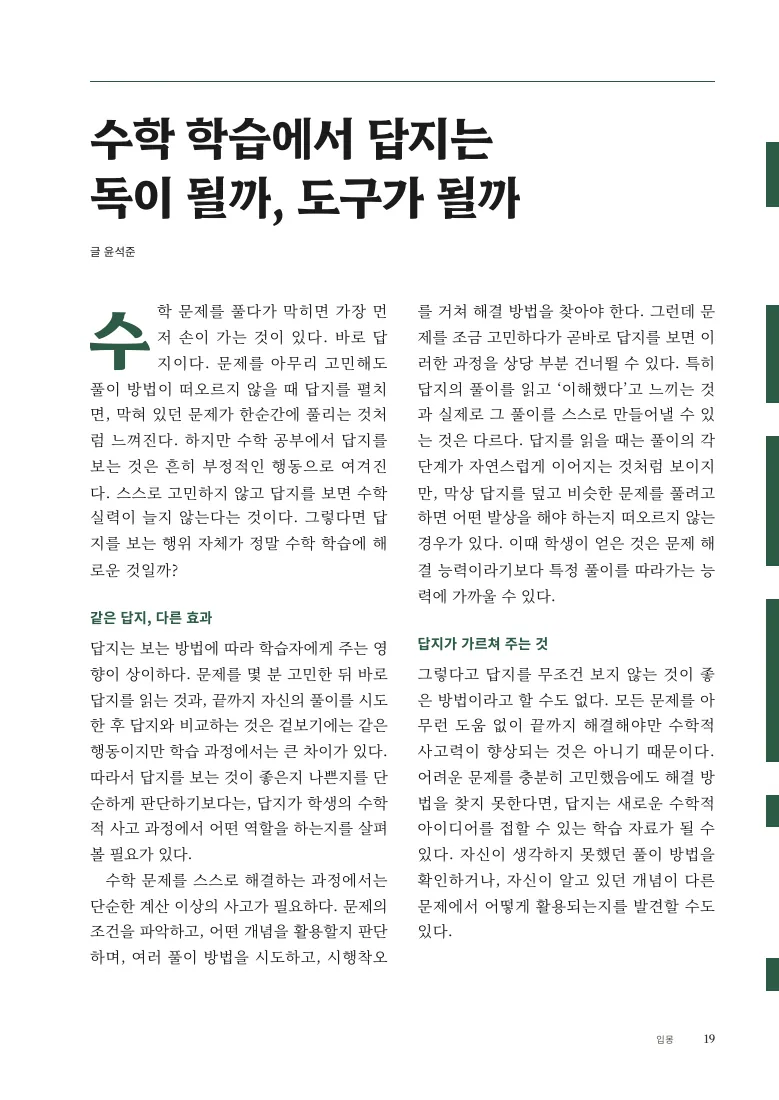 수학 학습에서 답지는
독이 될까, 도구가 될까
글 윤석준
수학 문제를 풀다가 막히면 가장 먼
저 손이 가는 것이 있다. 바로 답
지이다. 문제를 아무리 고민해도
풀이 방법이 떠오르지 않을 때 답지를 펼치
면, 막혀 있던 문제가 한순간에 풀리는 것처
럼 느껴진다. 하지만 수학 공부에서 답지를
보는 것은 흔히 부정적인 행동으로 여겨진
다. 스스로 고민하지 않고 답지를 보면 수학
실력이 늘지 않는다는 것이다. 그렇다면 답
지를 보는 행위 자체가 정말 수학 학습에 해
로운 것일까?
같은 답지, 다른 효과
답지는 보는 방법에 따라 학습자에게 주는 영
향이 상이하다. 문제를 몇 분 고민한 뒤 바로
답지를 읽는 것과, 끝까지 자신의 풀이를 시도
한 후 답지와 비교하는 것은 겉보기에는 같은
행동이지만 학습 과정에서는 큰 차이가 있다.
따라서 답지를 보는 것이 좋은지 나쁜지를 단
순하게 판단하기보다는, 답지가 학생의 수학
적 사고 과정에서 어떤 역할을 하는지를 살펴
볼 필요가 있다.
수학 문제를 스스로 해결하는 과정에서는
단순한 계산 이상의 사고가 필요하다. 문제의
조건을 파악하고, 어떤 개념을 활용할지 판단
하며, 여러 풀이 방법을 시도하고, 시행착오
를 거쳐 해결 방법을 찾아야 한다. 그런데 문
제를 조금 고민하다가 곧바로 답지를 보면 이
러한 과정을 상당 부분 건너뛸 수 있다. 특히
답지의 풀이를 읽고 ‘이해했다’고 느끼는 것
과 실제로 그 풀이를 스스로 만들어낼 수 있
는 것은 다르다. 답지를 읽을 때는 풀이의 각
단계가 자연스럽게 이어지는 것처럼 보이지
만, 막상 답지를 덮고 비슷한 문제를 풀려고
하면 어떤 발상을 해야 하는지 떠오르지 않는
경우가 있다. 이때 학생이 얻은 것은 문제 해
결 능력이라기보다 특정 풀이를 따라가는 능
력에 가까울 수 있다.
답지가 가르쳐 주는 것
그렇다고 답지를 무조건 보지 않는 것이 좋
은 방법이라고 할 수도 없다. 모든 문제를 아
무런 도움 없이 끝까지 해결해야만 수학적
사고력이 향상되는 것은 아니기 때문이다.
어려운 문제를 충분히 고민했음에도 해결 방
법을 찾지 못한다면, 답지는 새로운 수학적
아이디어를 접할 수 있는 학습 자료가 될 수
있다. 자신이 생각하지 못했던 풀이 방법을
확인하거나, 자신이 알고 있던 개념이 다른
문제에서 어떻게 활용되는지를 발견할 수도
있다.
입몽 19